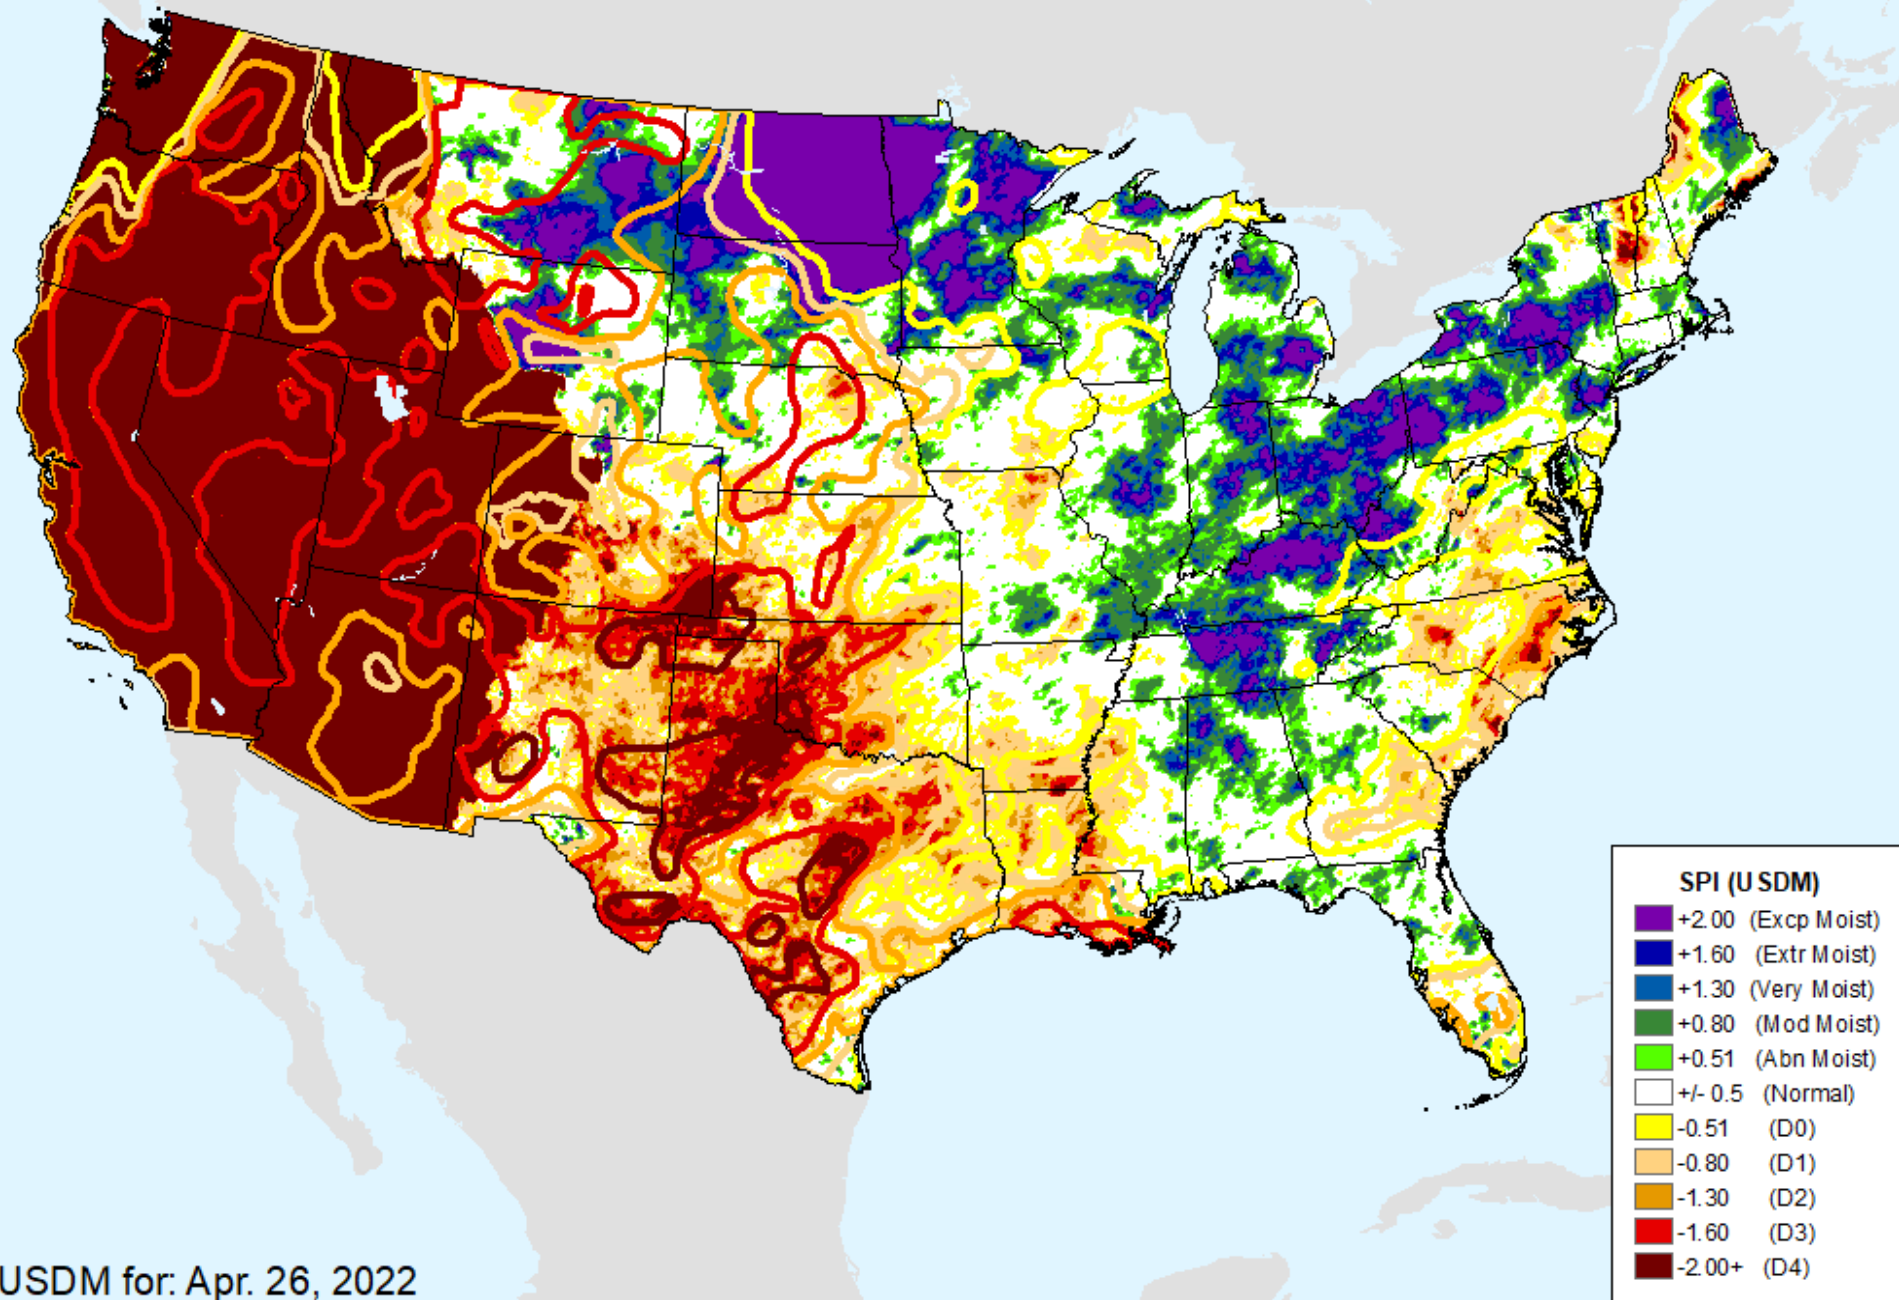 SPI (USDM)
+2.00 (Excp Moist)
+1.60 (Extr Moist)
+1.30 (Very Moist)
+0.80 (Mod Moist)
+0.51 (Abn Moist)
+/- 0.5 (Normal)
-0.51 (D0)
-0.80 (D1)
-1.30 (D2)
-1.60 (D3)
-2.00+ (D4)
USDM for: Apr. 26, 2022